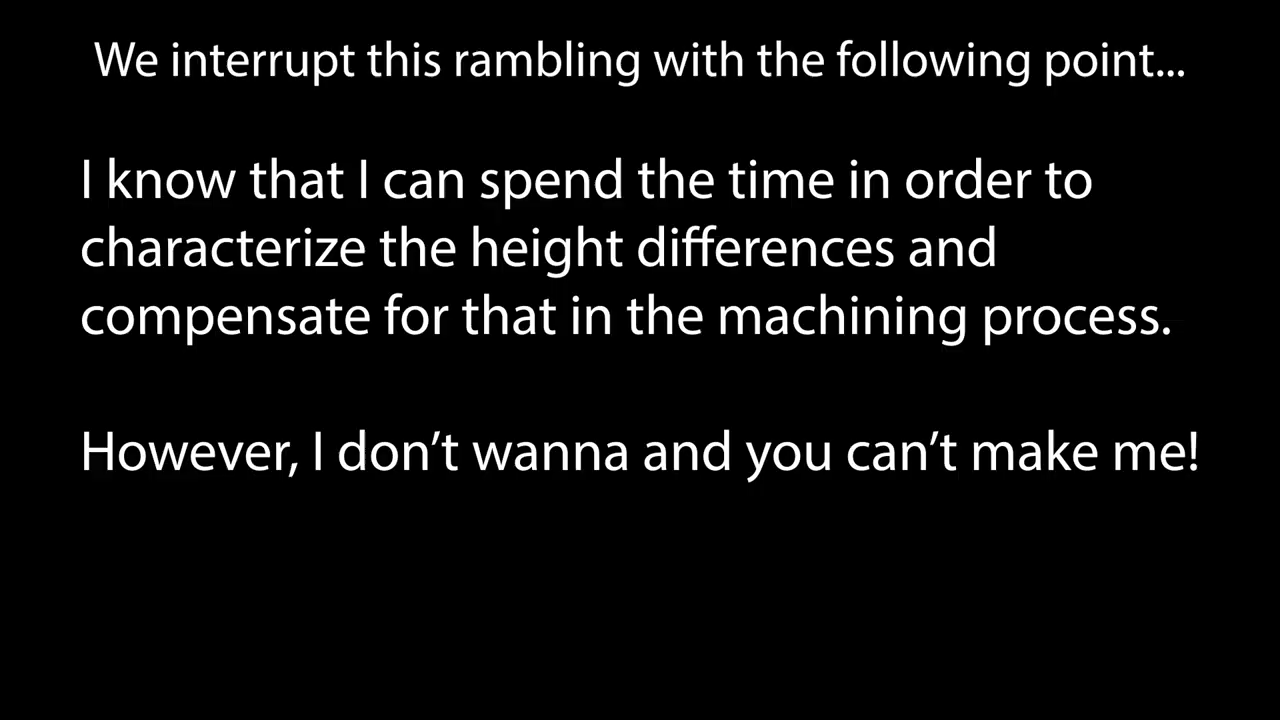 We interrupt this rambling with the following point...
I know that I can spend the time in order to
characterize the height differences and
compensate for that in the machining process.
However, I don’t wanna and you can’t make me!